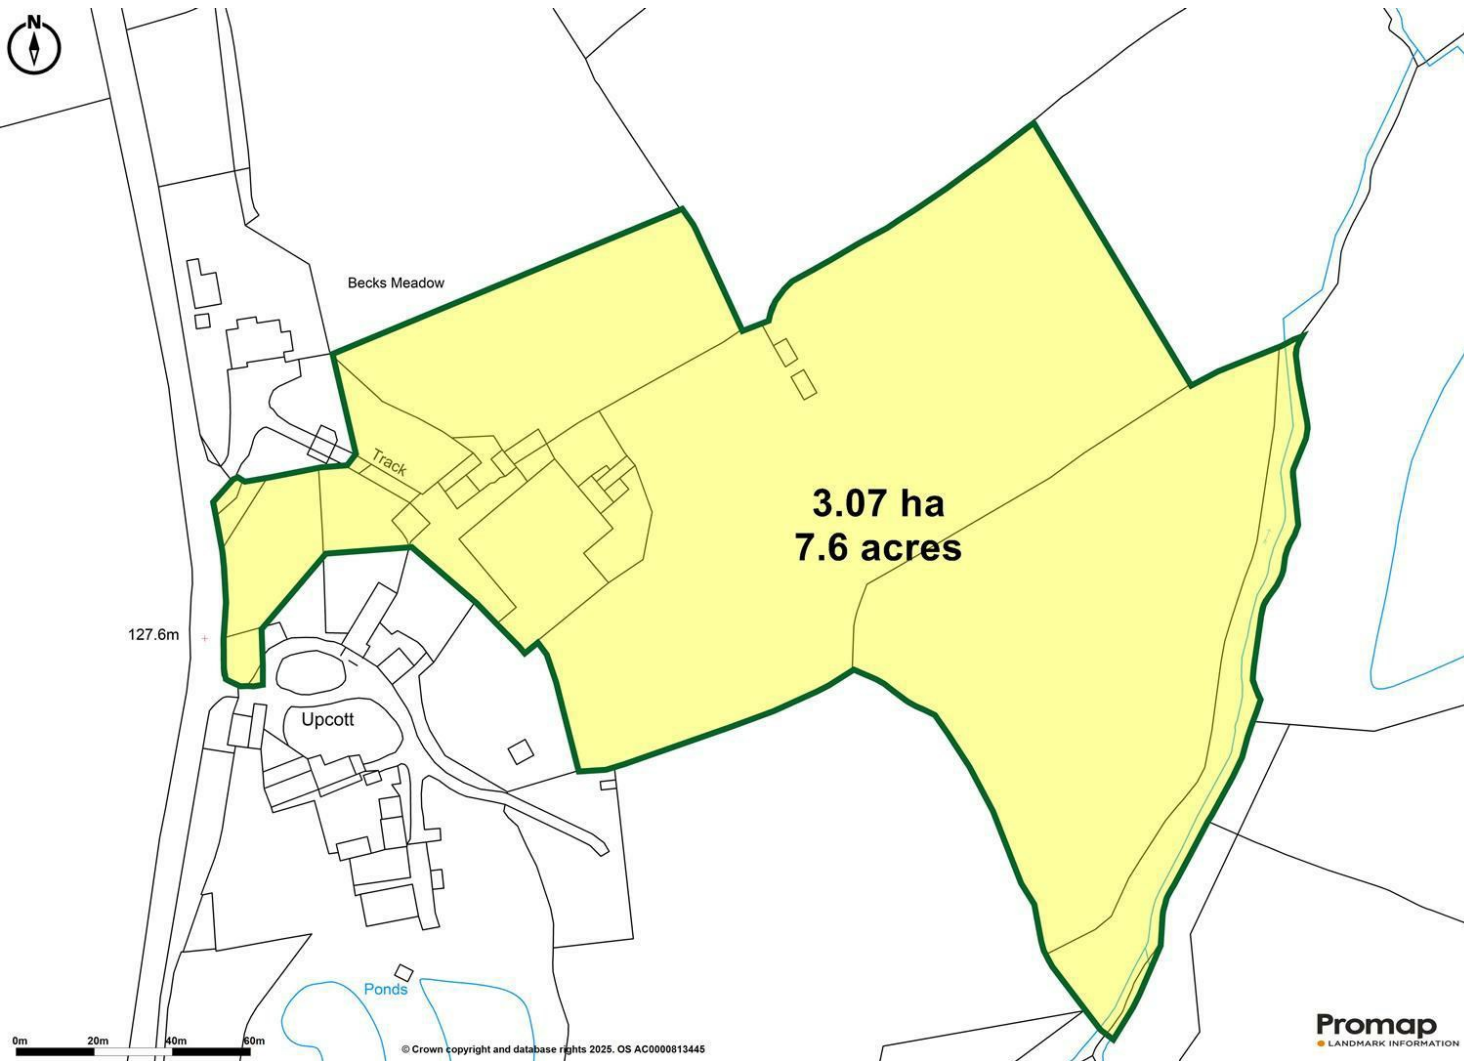 N
Becks Meadow
Track
3.07 ha
7.6 acres
127.6m
Upcott
Ponds
0m 20m 40m 60m
© Crown copyright and database rights 2025. OS AC0000813445
Promap
LANDMARK INFORMATION